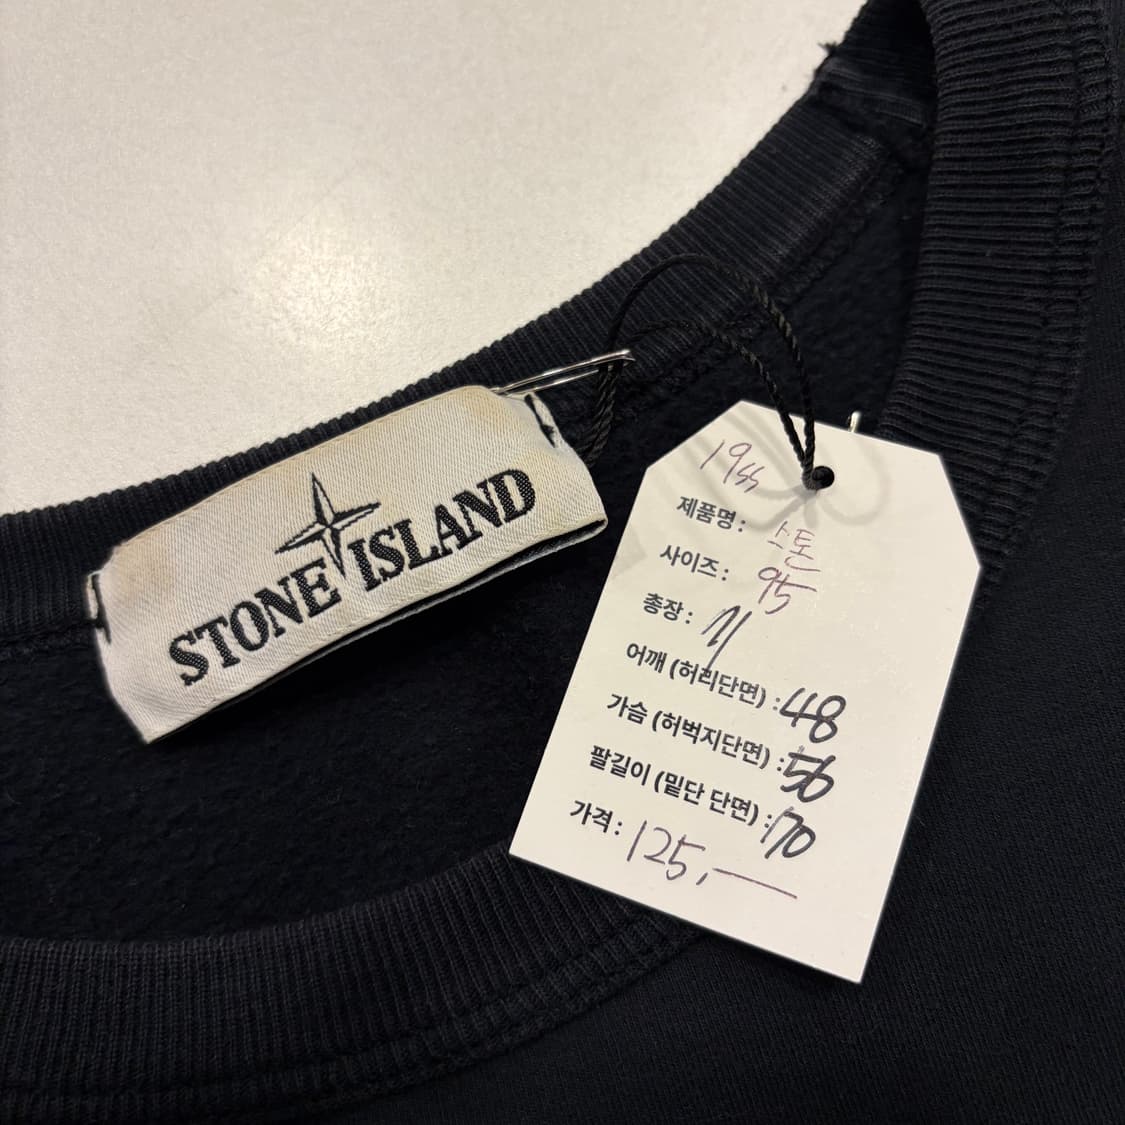 STONE ISLAND
19ss
제품명 : 스톤
사이즈 : 95
총장 : 71
어깨 (허리단면) : 48
가슴 (허벅지단면) : 56
팔길이 (밑단 단면) : 70
가격 : 125,—